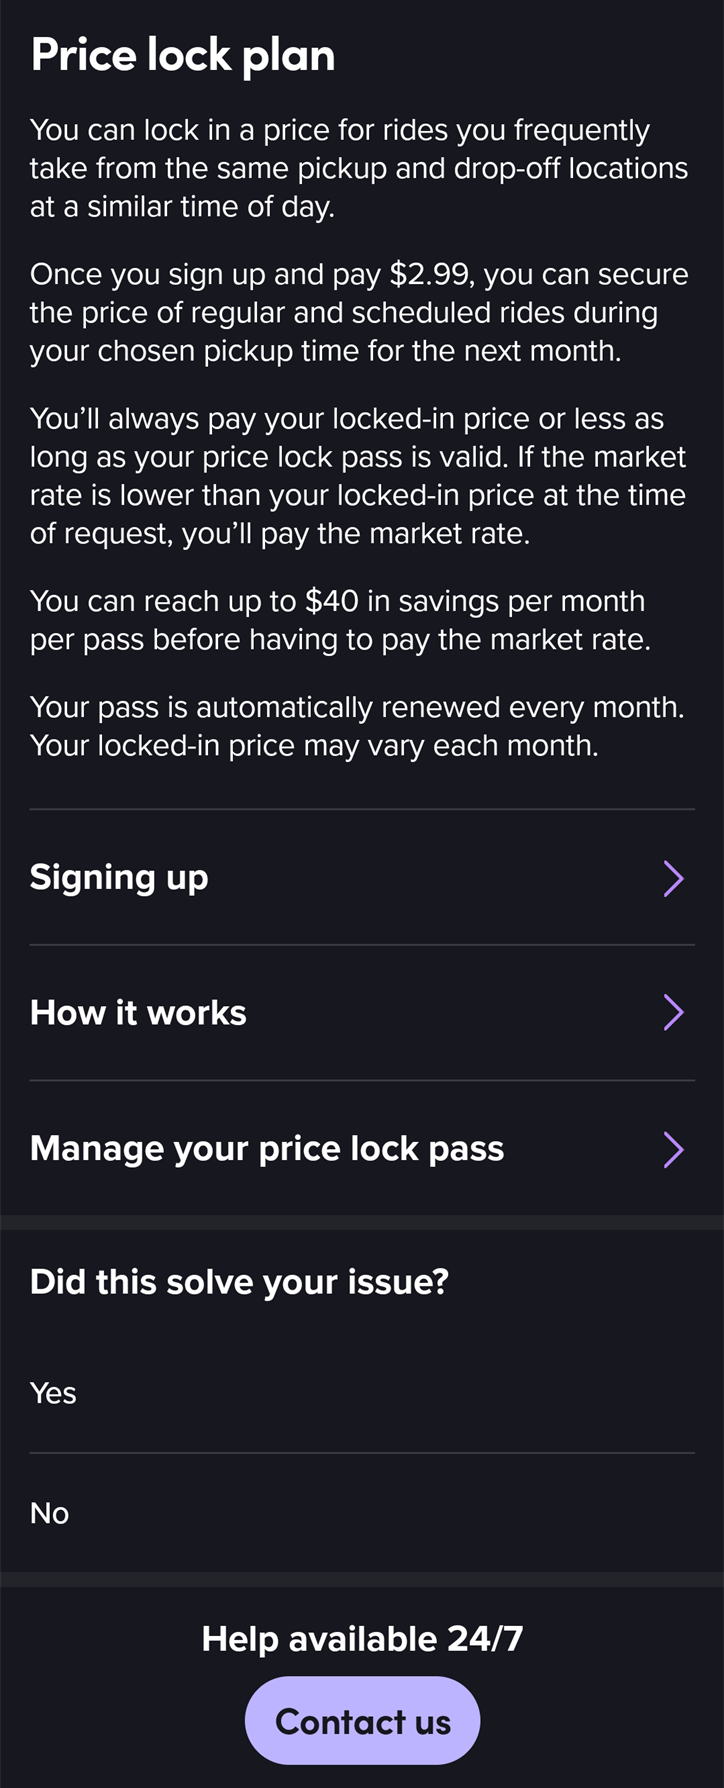 Price lock plan
You can lock in a price for rides you frequently
take from the same pickup and drop-off locations
at a similar time of day.
Once you sign up and pay $2.99, you can secure
the price of regular and scheduled rides during
your chosen pickup time for the next month.
You’ll always pay your locked-in price or less as
long as your price lock pass is valid. If the market
rate is lower than your locked-in price at the time
of request, you’ll pay the market rate.
You can reach up to $40 in savings per month
per pass before having to pay the market rate.
Your pass is automatically renewed every month.
Your locked-in price may vary each month.
Signing up
How it works
Manage your price lock pass
Did this solve your issue?
Yes
No
Help available 24/7
Contact us